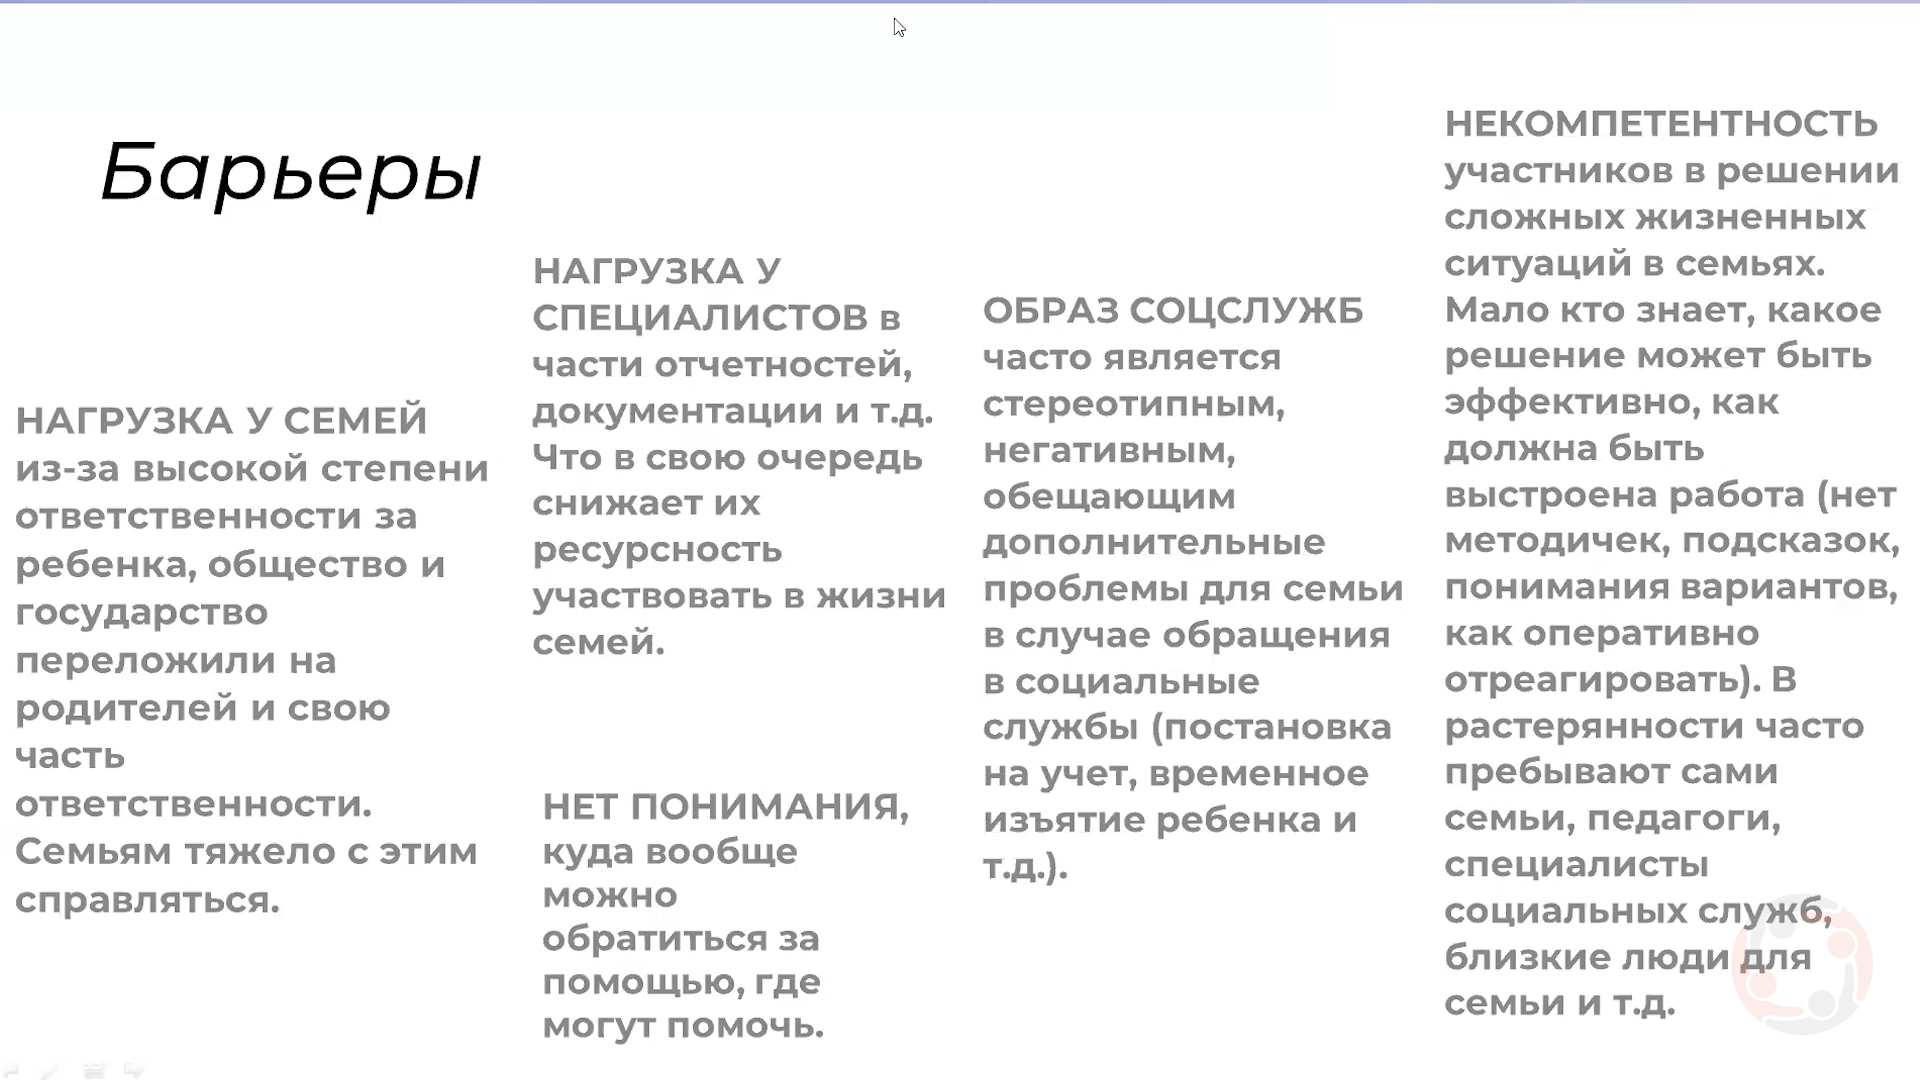 Барьеры
НАГРУЗКА У СЕМЕЙ
из-за высокой степени
ответственности за
ребенка, общество и
государство
переложили на
родителей и свою
часть
ответственности.
Семьям тяжело с этим
справляться.
НАГРУЗКА У
СПЕЦИАЛИСТОВ в
части отчетностей,
документации и т.д.
Что в свою очередь
снижает их
ресурсность
участвовать в жизни
семей.
НЕТ ПОНИМАНИЯ,
куда вообще
можно
обратиться за
помощью, где
могут помочь.
ОБРАЗ СОЦСЛУЖБ
часто является
стереотипным,
негативным,
обещающим
дополнительные
проблемы для семьи
в случае обращения
в социальные
службы (постановка
на учет, временное
изъятие ребенка и
т.д.).
НЕКОМПЕТЕНТНОСТЬ
участников в решении
сложных жизненных
ситуаций в семьях.
Мало кто знает, какое
решение может быть
эффективно, как
должна быть
выстроена работа (нет
методичек, подсказок,
понимания вариантов,
как оперативно
отреагировать). В
растерянности часто
пребывают сами
семьи, педагоги,
специалисты
социальных служб,
близкие люди для
семьи и т.д.